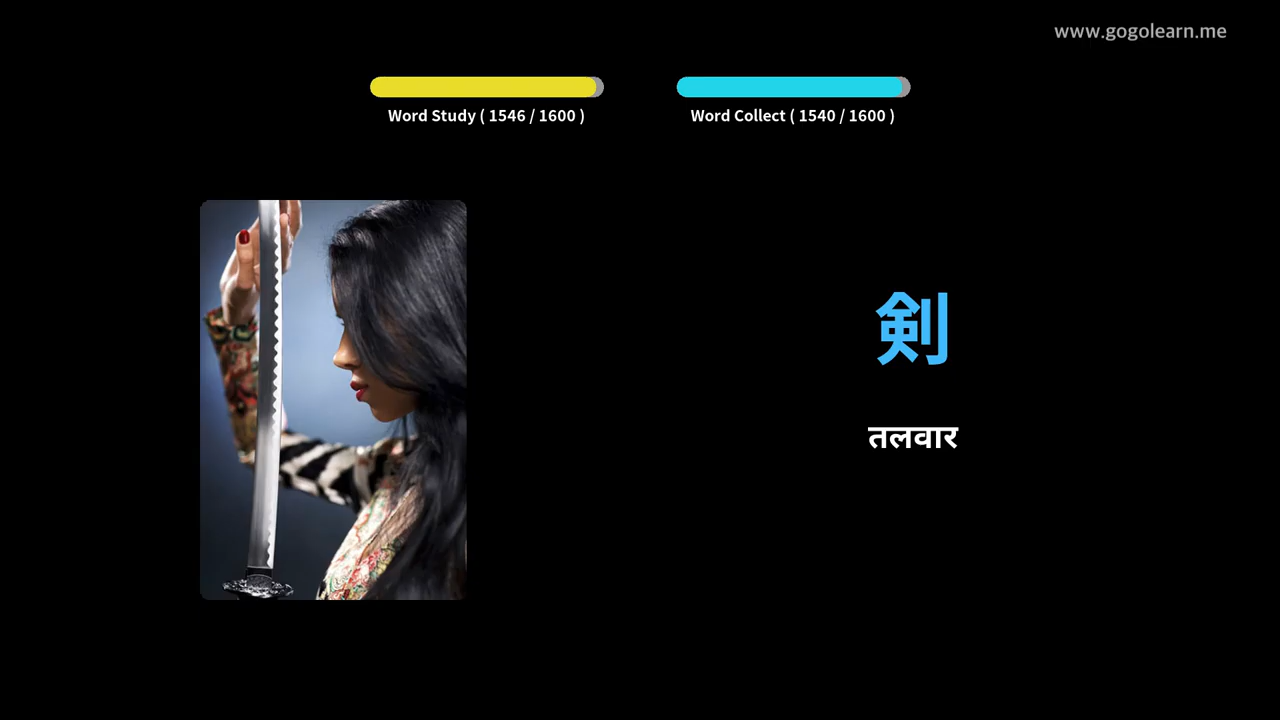 www.gogolearn.me
Word Study ( 1546 / 1600 )
Word Collect ( 1540 / 1600 )
剣
तलवार